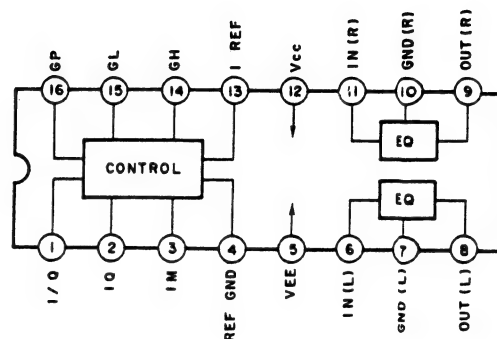 GP
GL
GH
I REF
Vcc
IN(R)
GND(R)
OUT(R)
16
15
14
13
12
11
10
9
CONTROL
EQ
EQ
1
2
3
4
5
6
7
8
I/Q
IQ
IM
REF GND
VEE
IN(L)
GND(L)
OUT(L)